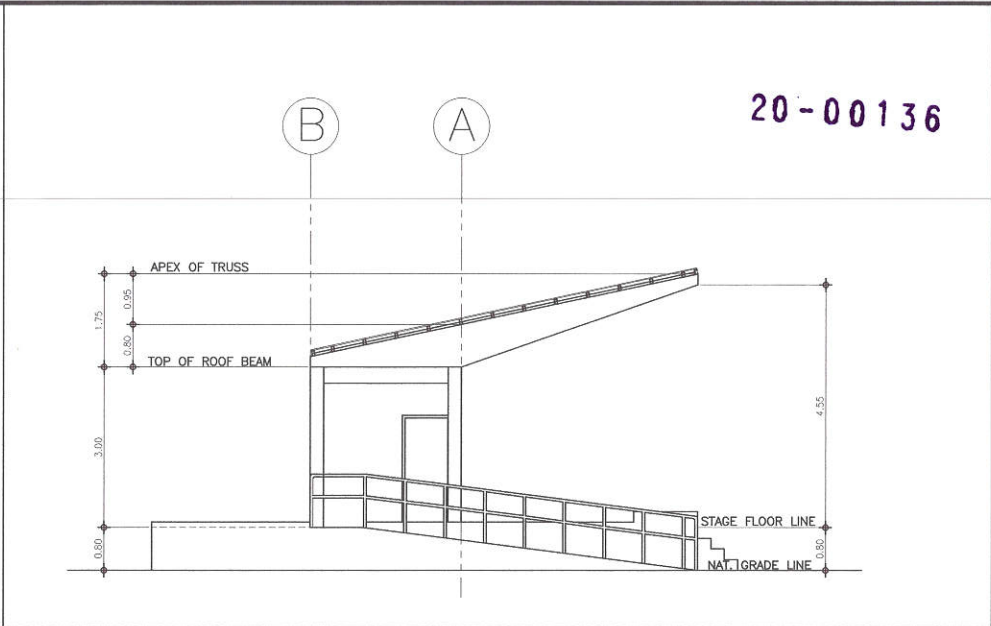 20-00136
B A
APEX OF TRUSS
0.95
1.75
0.80
TOP OF ROOF BEAM
4.55
3.00
STAGE FLOOR LINE
0.80
0.80
NAT. GRADE LINE